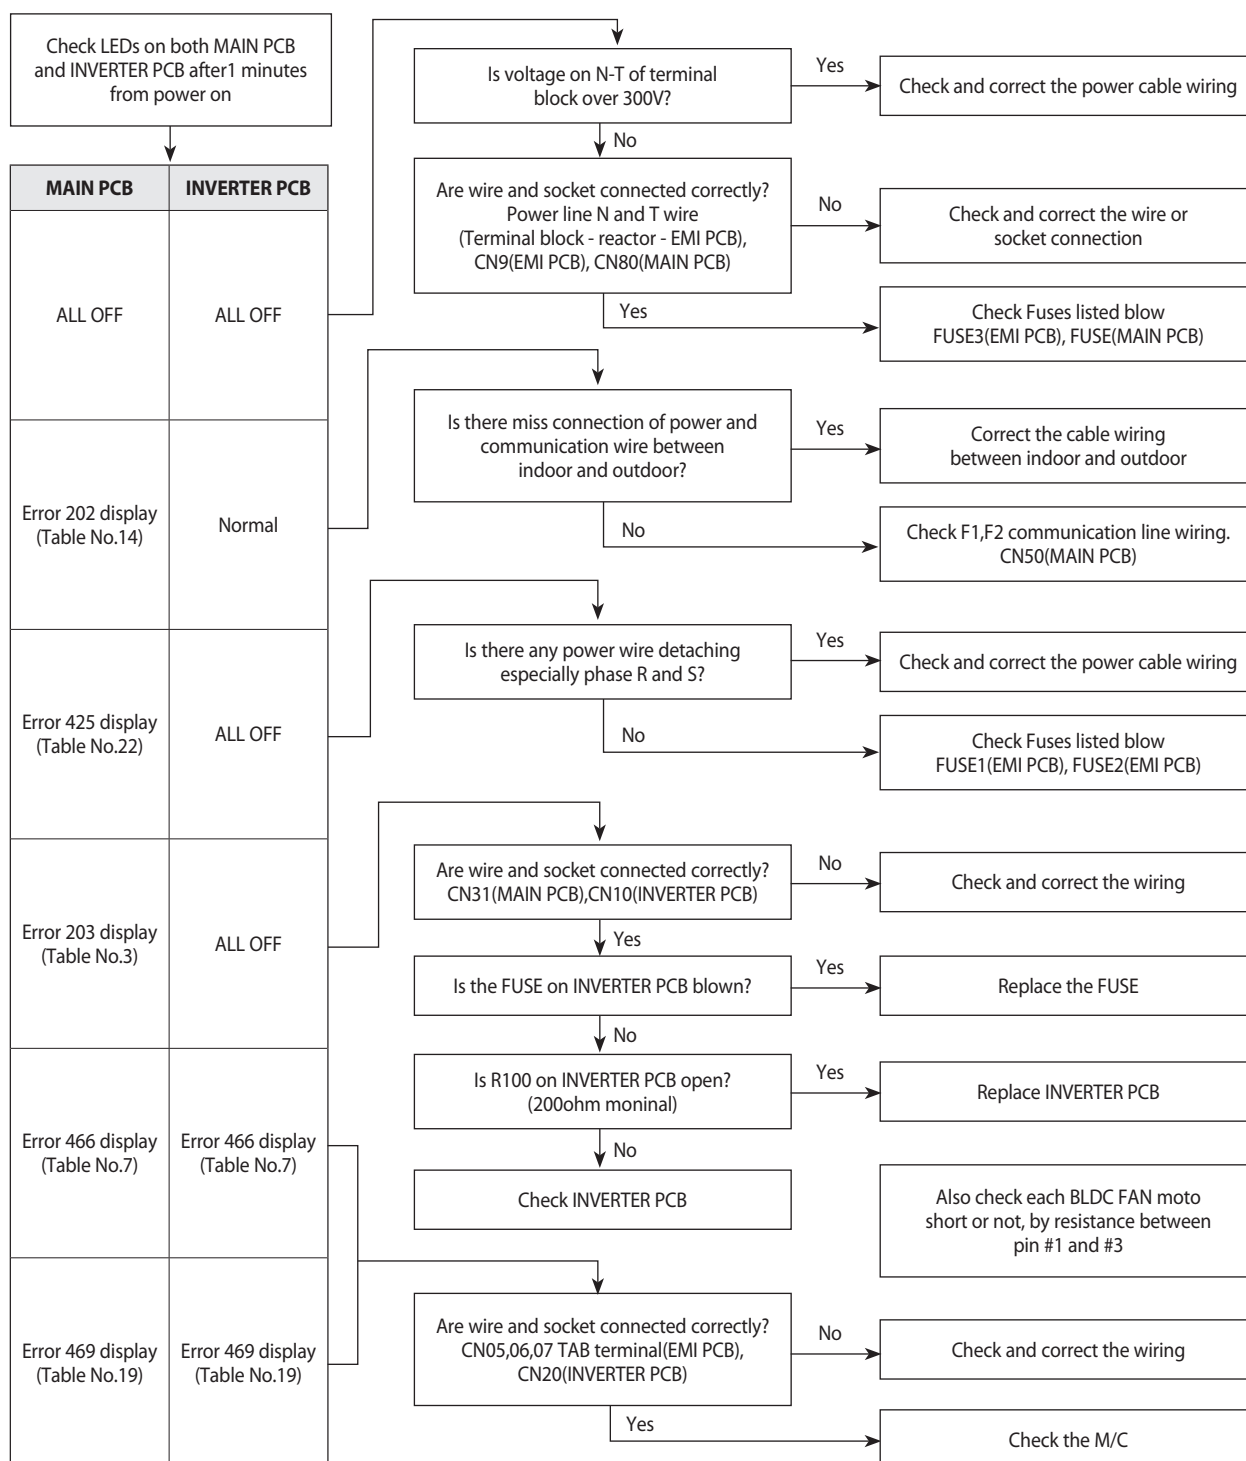 Check LEDs on both MAIN PCB
and INVERTER PCB after1 minutes
from power on
MAIN PCB
INVERTER PCB
ALL OFF
ALL OFF
Is voltage on N-T of terminal
block over 300V?
Yes
Check and correct the power cable wiring
No
Are wire and socket connected correctly?
Power line N and T wire
(Terminal block - reactor - EMI PCB),
CN9(EMI PCB), CN80(MAIN PCB)
No
Check and correct the wire or
socket connection
Yes
Check Fuses listed blow
FUSE3(EMI PCB), FUSE(MAIN PCB)
Error 202 display
(Table No.14)
Normal
Is there miss connection of power and
communication wire between
indoor and outdoor?
Yes
Correct the cable wiring
between indoor and outdoor
No
Check F1,F2 communication line wiring.
CN50(MAIN PCB)
Error 425 display
(Table No.22)
ALL OFF
Is there any power wire detaching
especially phase R and S?
Yes
Check and correct the power cable wiring
No
Check Fuses listed blow
FUSE1(EMI PCB), FUSE2(EMI PCB)
Error 203 display
(Table No.3)
ALL OFF
Are wire and socket connected correctly?
CN31(MAIN PCB),CN10(INVERTER PCB)
No
Check and correct the wiring
Yes
Is the FUSE on INVERTER PCB blown?
Yes
Replace the FUSE
No
Is R100 on INVERTER PCB open?
(200ohm moninal)
Yes
Replace INVERTER PCB
No
Check INVERTER PCB
Also check each BLDC FAN moto
short or not, by resistance between
pin #1 and #3
Error 466 display
(Table No.7)
Error 466 display
(Table No.7)
Error 469 display
(Table No.19)
Error 469 display
(Table No.19)
Are wire and socket connected correctly?
CN05,06,07 TAB terminal(EMI PCB),
CN20(INVERTER PCB)
No
Check and correct the wiring
Yes
Check the M/C